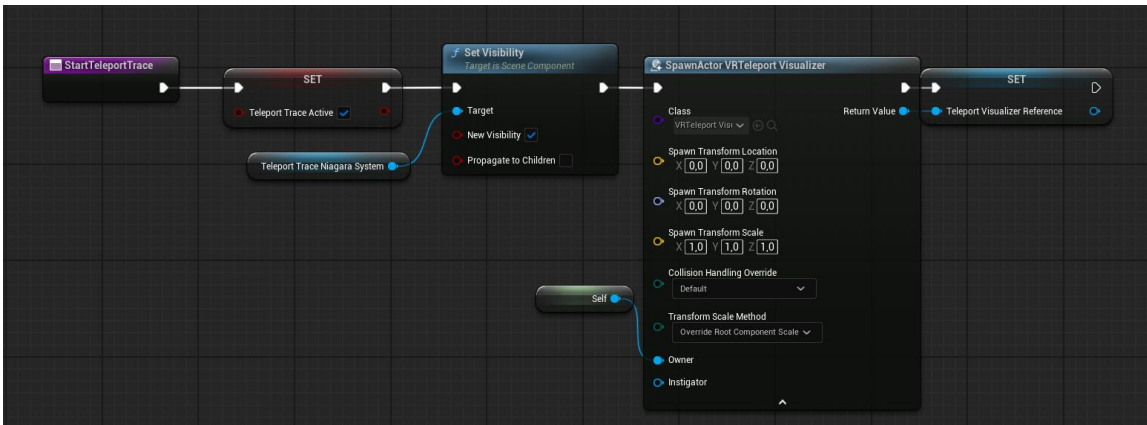 StartTeleportTrace
SET
Teleport Trace Active
Teleport Trace Niagara System
f Set Visibility
Target is Scene Component
Target
New Visibility
Propagate to Children
SpawnActor VRTeleport Visualizer
Class
VRTeleport Visu
Return Value
Spawn Transform Location
X 0,0 Y 0,0 Z 0,0
Spawn Transform Rotation
X 0,0 Y 0,0 Z 0,0
Spawn Transform Scale
X 1,0 Y 1,0 Z 1,0
Collision Handling Override
Default
Transform Scale Method
Override Root Component Scale
Self
Owner
Instigator
SET
Teleport Visualizer Reference